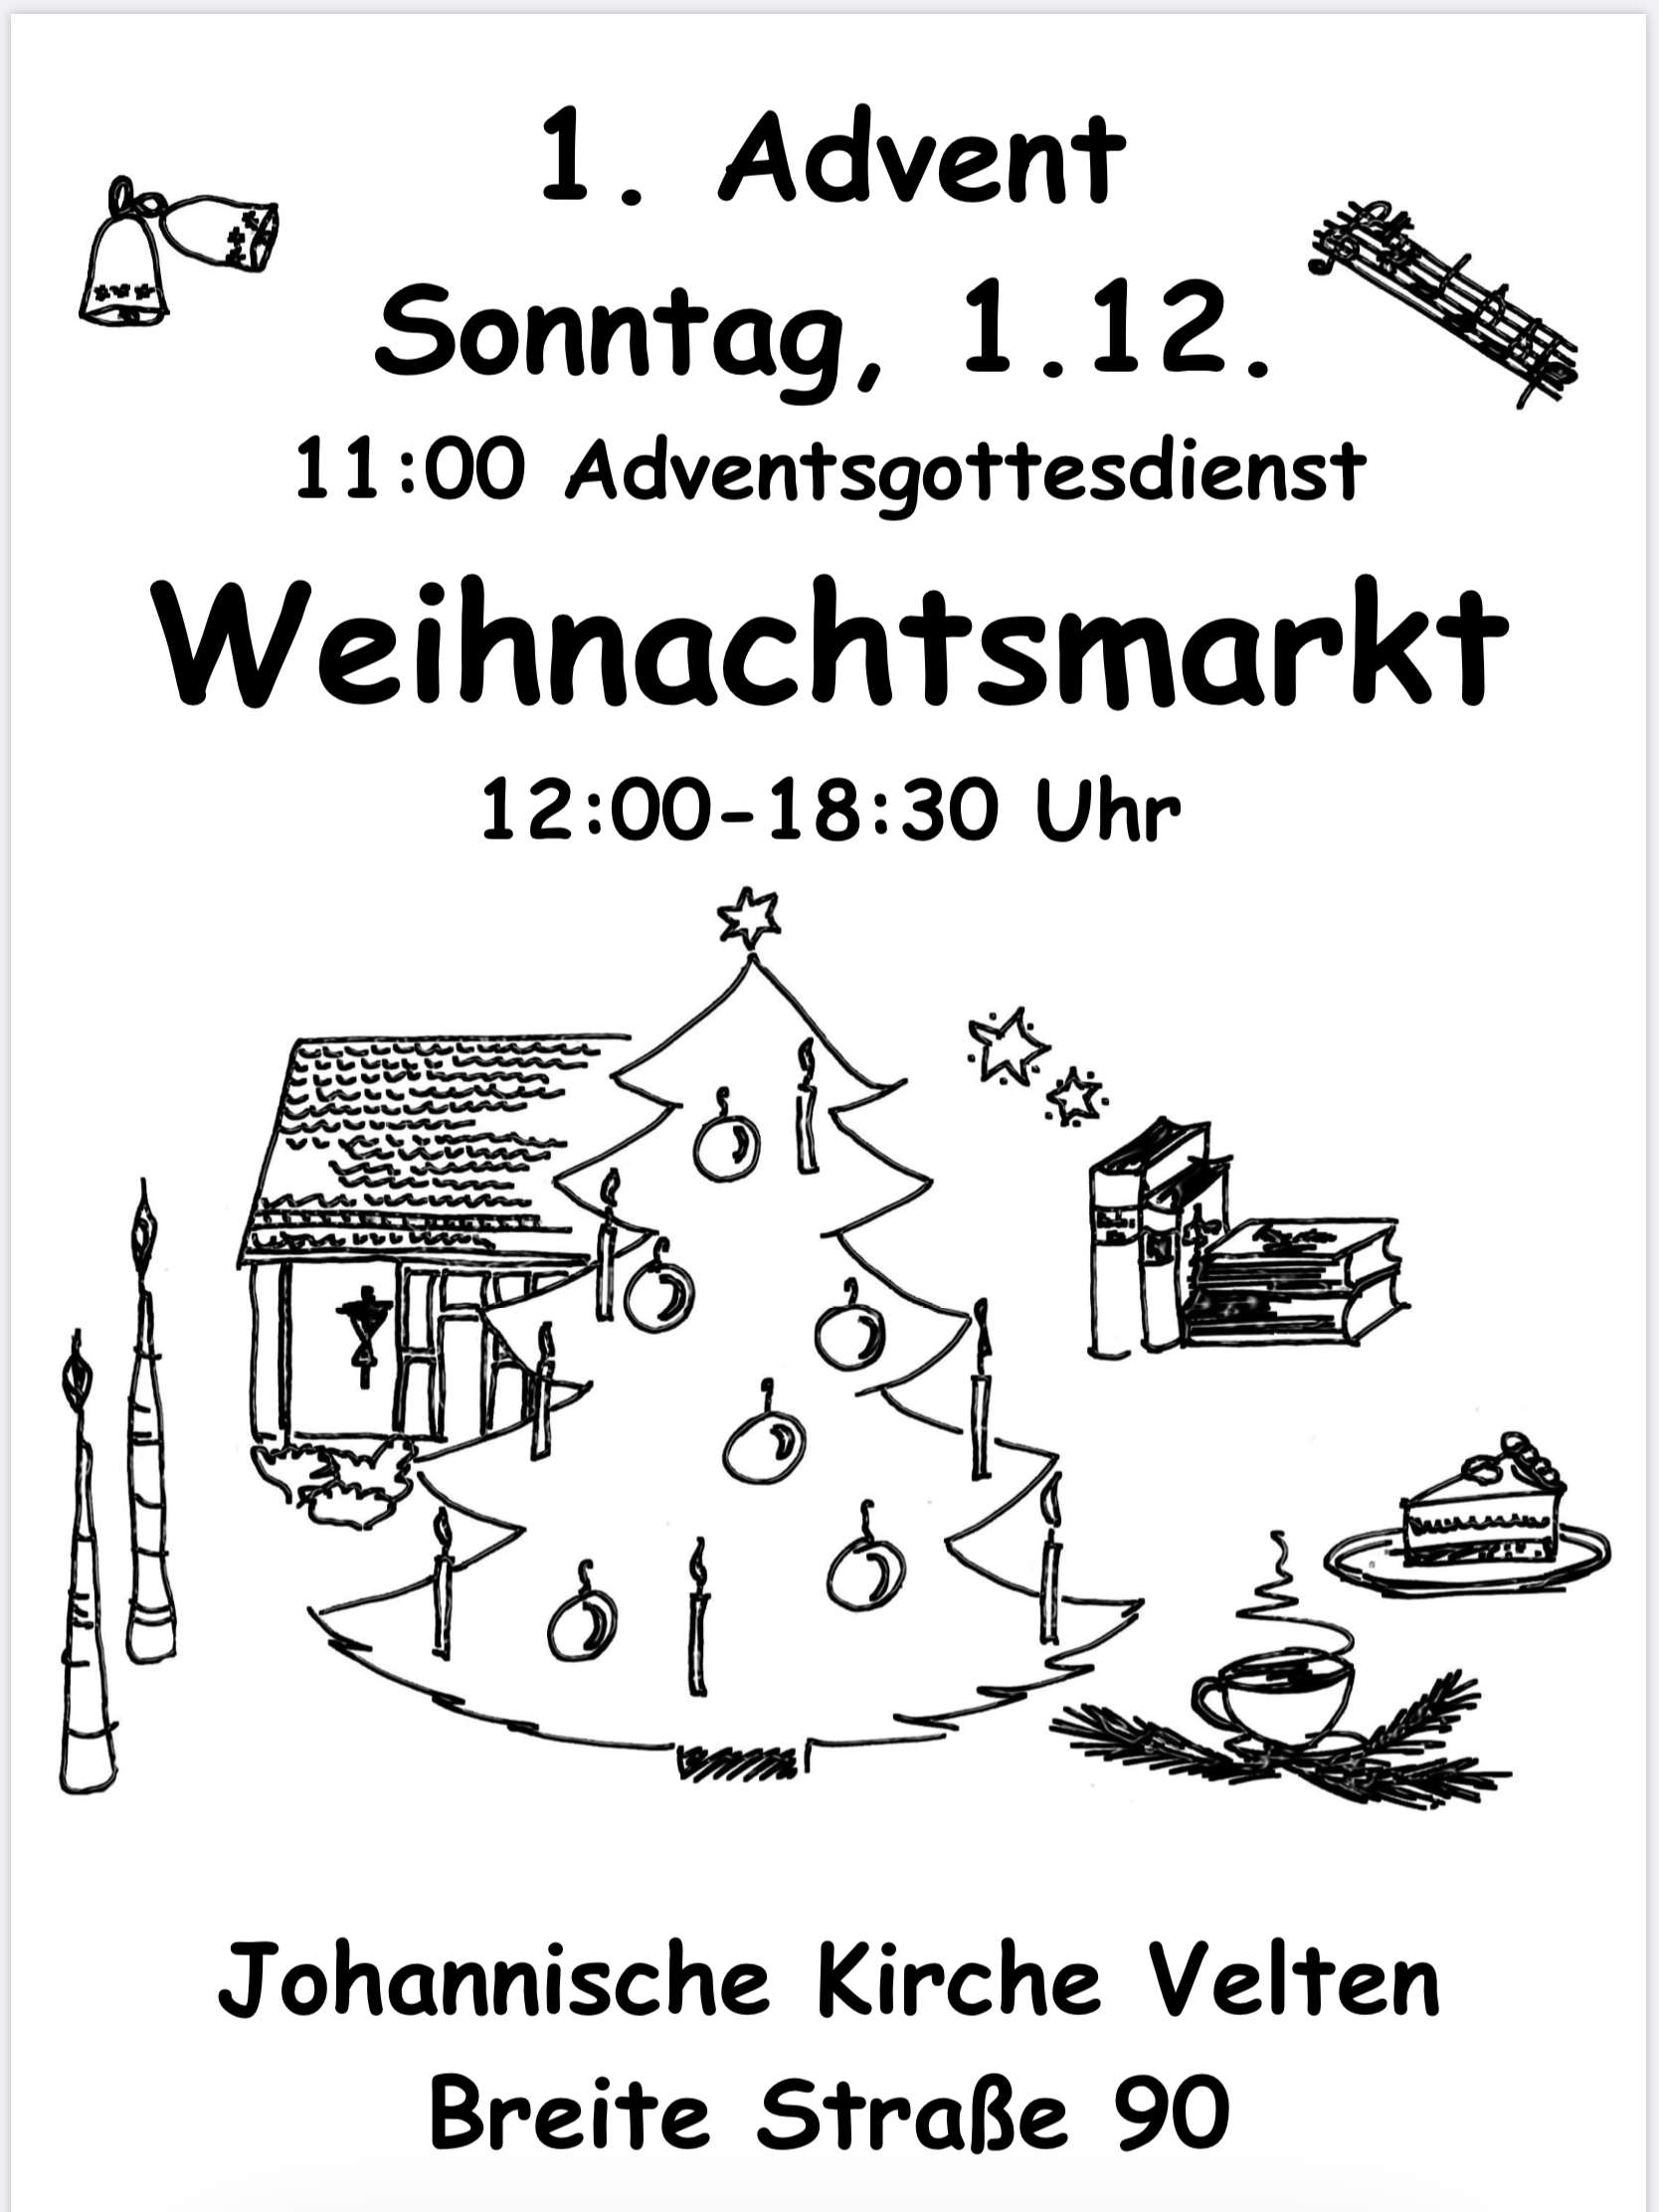 1. Advent
Sonntag, 1.12.
11:00 Adventsgottesdienst
Weihnachtsmarkt
12:00-18:30 Uhr
Johannische Kirche Velten
Breite Straße 90